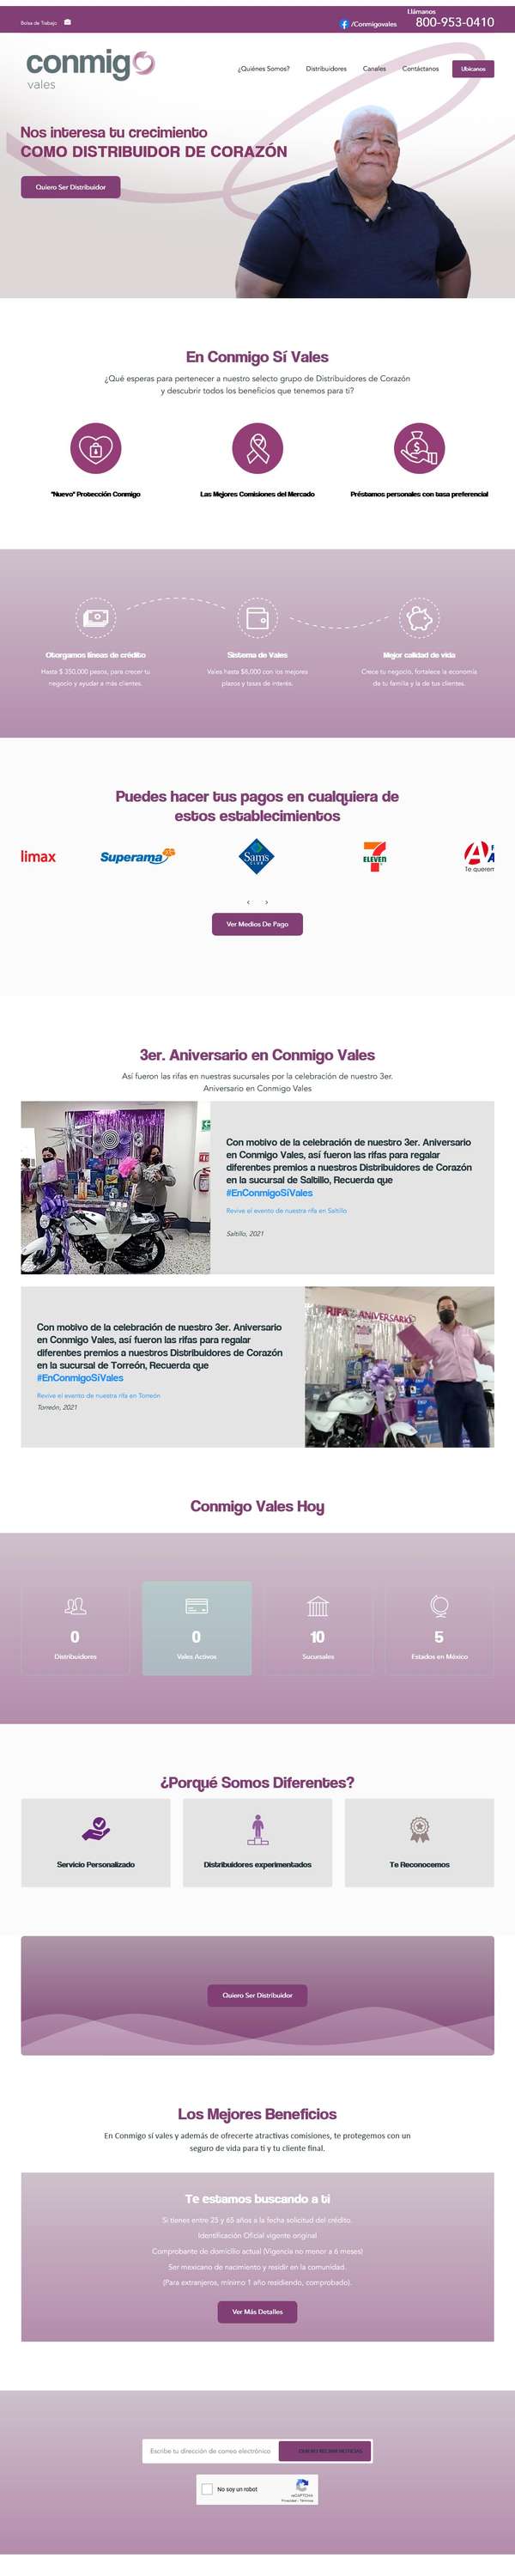 Llámanos
Bolsa de Trabajo
/Conmigovales 800-953-0410
conmigo
vales
¿Quiénes Somos? Distribuidores Canales Contáctanos Ubícanos
Nos interesa tu crecimiento
COMO DISTRIBUIDOR DE CORAZÓN
Quiero Ser Distribuidor
En Conmigo Sí Vales
¿Qué esperas para pertenecer a nuestro selecto grupo de Distribuidores de Corazón
y descubrir todos los beneficios que tenemos para ti?
"Nuevo" Protección Conmigo
Las Mejores Comisiones del Mercado
Préstamos personales con tasa preferencial
Otorgamos líneas de crédito
Sistema de Vales
Mejor calidad de vida
Hasta $ 350,000 pesos, para crecer tu
negocio y ayudar a más clientes.
Vales hasta $8,000 con los mejores
plazos y tasas de interés.
Crece tu negocio, fortalece la economía
de tu familia y la de tus clientes.
Puedes hacer tus pagos en cualquiera de
estos establecimientos
limax
Superama
Sam's
CLUB
7
ELEVEN
Te quieren
‹ ›
Ver Medios De Pago
3er. Aniversario en Conmigo Vales
Así fueron las rifas en nuestras sucursales por la celebración de nuestro 3er.
Aniversario en Conmigo Vales
Con motivo de la celebración de nuestro 3er. Aniversario
en Conmigo Vales, así fueron las rifas para regalar
diferentes premios a nuestros Distribuidores de Corazón
en la sucursal de Saltillo, Recuerda que
#EnConmigoSíVales
Revive el evento de nuestra rifa en Saltillo
Saltillo, 2021
Con motivo de la celebración de nuestro 3er. Aniversario
en Conmigo Vales, así fueron las rifas para regalar
diferentes premios a nuestros Distribuidores de Corazón
en la sucursal de Torreón, Recuerda que
#EnConmigoSíVales
Revive el evento de nuestra rifa en Torreón
Torreón, 2021
RIFA ANIVERSARIO
Conmigo Vales Hoy
0
Distribuidores
0
Vales Activos
10
Sucursales
5
Estados en México
¿Porqué Somos Diferentes?
Servicio Personalizado
Distribuidores experimentados
Te Reconocemos
Quiero Ser Distribuidor
Los Mejores Beneficios
En Conmigo sí vales y además de ofrecerte atractivas comisiones, te protegemos con un
seguro de vida para ti y tu cliente final.
Te estamos buscando a ti
Si tienes entre 25 y 65 años a la fecha solicitud del crédito.
Identificación Oficial vigente original
Comprobante de domicilio actual (Vigencia no menor a 6 meses)
Ser mexicano de nacimiento y residir en la comunidad.
(Para extranjeros, mínimo 1 año residiendo, comprobado).
Ver Más Detalles
Escribe tu dirección de correo electrónico
No soy un robot
reCAPTCHA
Privacidad - Términos